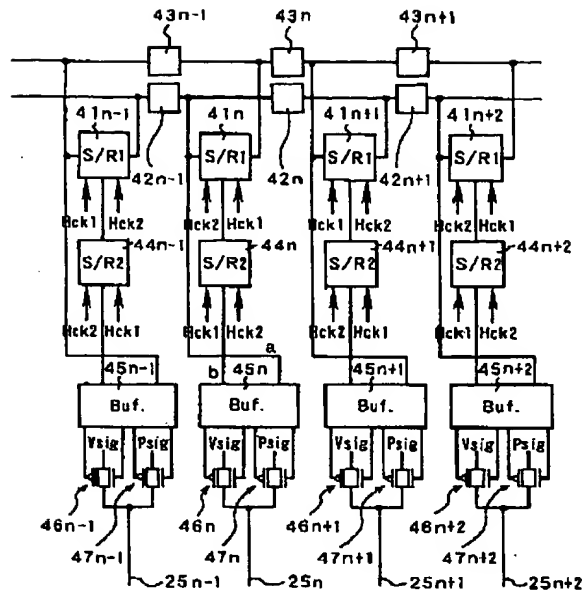 43n-1 43n 43n+1
41n-1 41n 41n+1 41n+2
S/R1 S/R1 S/R1 S/R1
42n-1 42n 42n+1
Hck1 Hck2 Hck2 Hck1 Hck1 Hck2 Hck2 Hck1
44n-1 44n 44n+1 44n+2
S/R2 S/R2 S/R2 S/R2
Hck2 Hck1 Hck1 Hck2 Hck2 Hck1 Hck1 Hck2
a
45n-1 b 45n 45n+1 45n+2
Buf. Buf. Buf. Buf.
Vsig Psig Vsig Psig Vsig Psig Vsig Psig
46n-1 46n 46n+1 46n+2
47n-1 47n 47n+1 47n+2
25n-1 25n 25n+1 25n+2